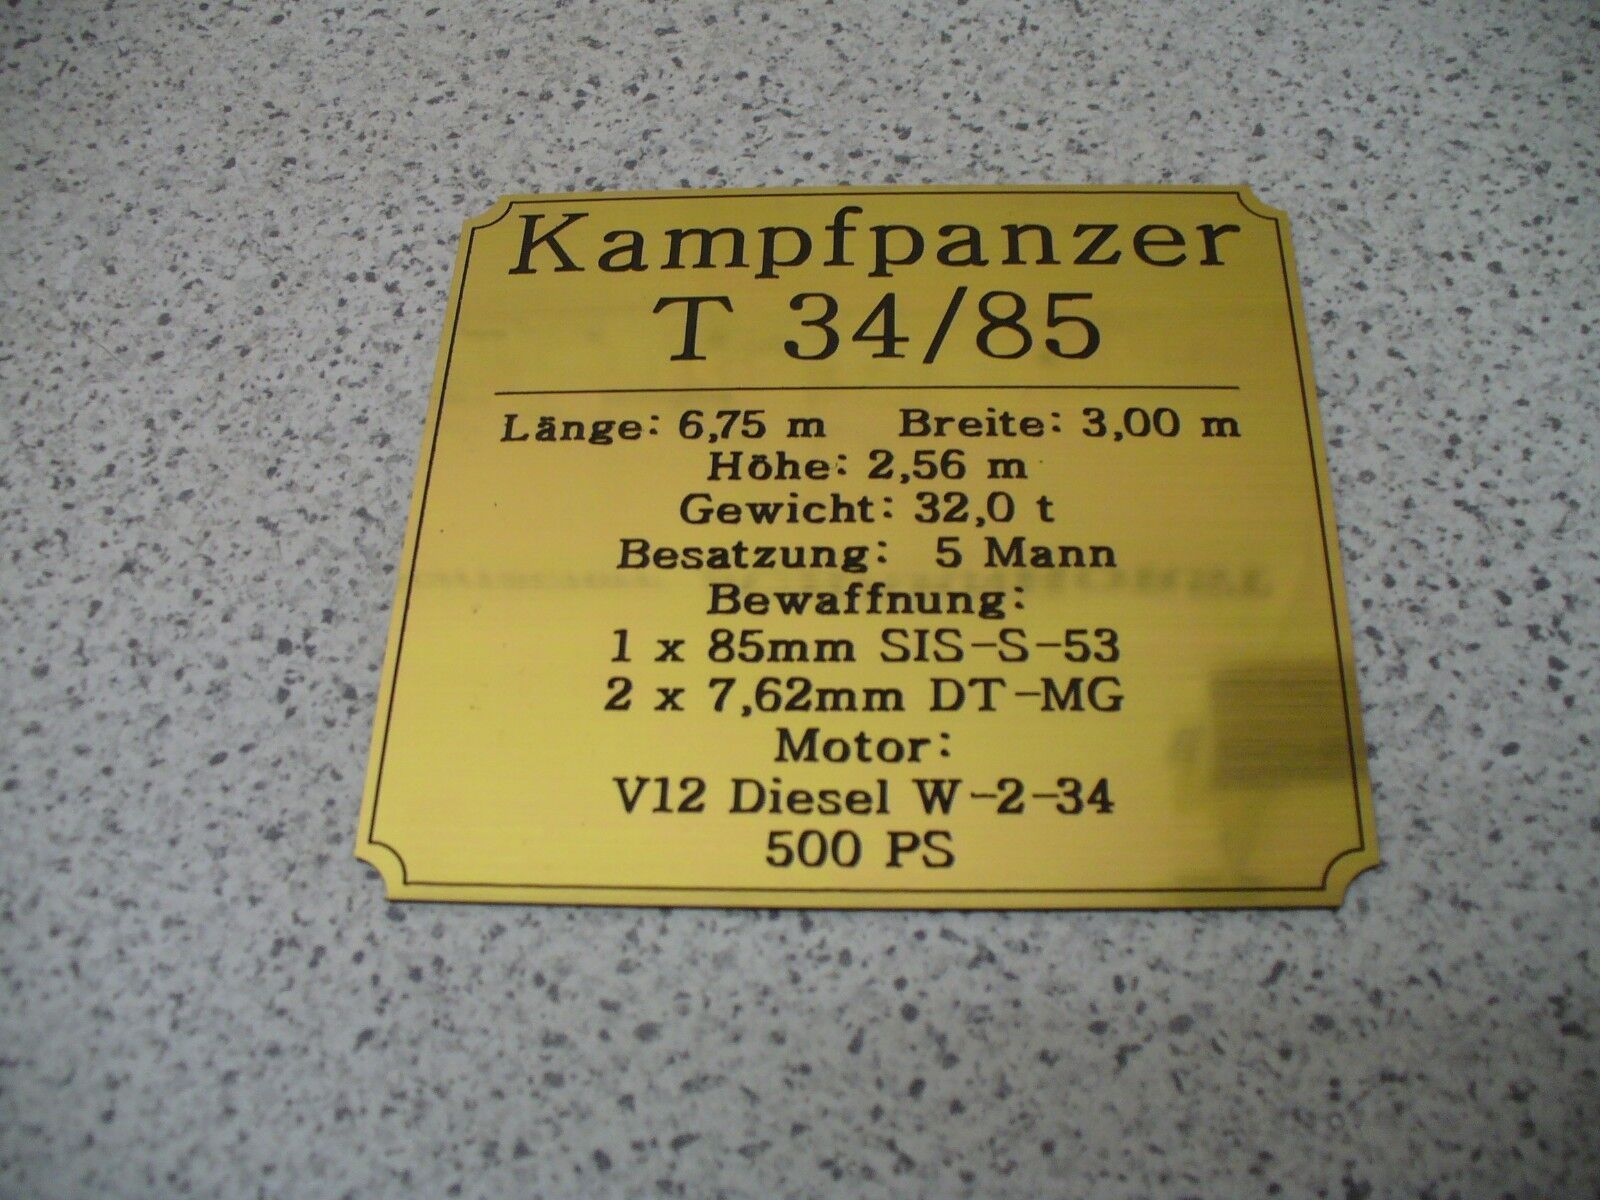 Kampfpanzer
T 34/85
Länge: 6,75 m Breite: 3,00 m
Höhe: 2,56 m
Gewicht: 32,0 t
Besatzung: 5 Mann
Bewaffnung:
1 x 85mm SIS-S-53
2 x 7,62mm DT-MG
Motor:
V12 Diesel W-2-34
500 PS